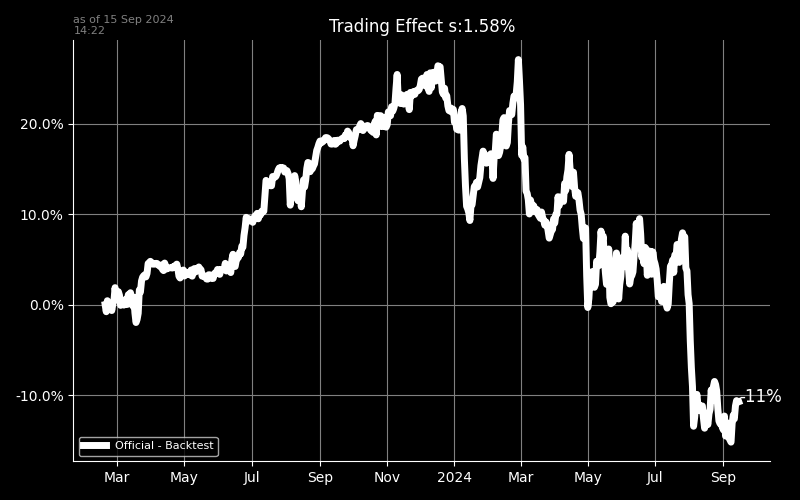 as of 15 Sep 2024
14:22
Trading Effect s:1.58%
20.0%
10.0%
0.0%
-10.0%
-11%
Official - Backtest
Mar May Jul Sep Nov 2024 Mar May Jul Sep